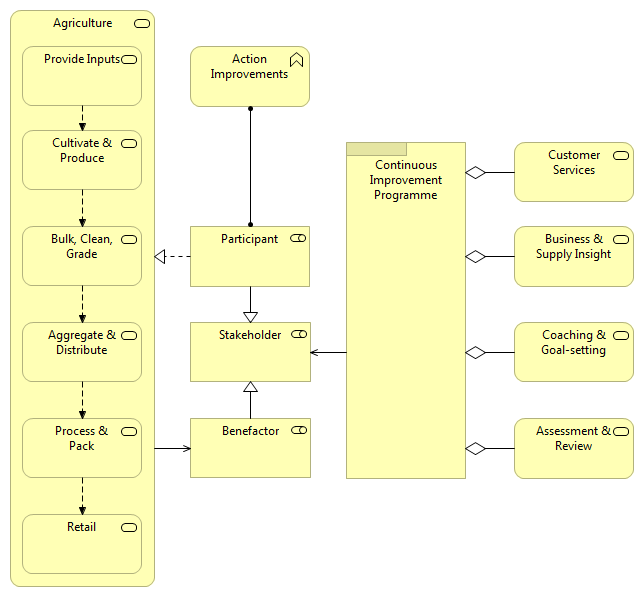 Agriculture
Provide Inputs
Cultivate &
Produce
Bulk, Clean,
Grade
Aggregate &
Distribute
Process &
Pack
Retail
Action
Improvements
Participant
Stakeholder
Benefactor
Continuous
Improvement
Programme
Customer
Services
Business &
Supply Insight
Coaching &
Goal-setting
Assessment &
Review